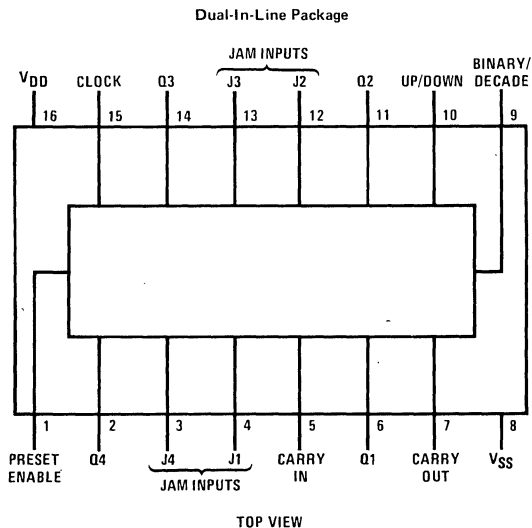 Dual-In-Line Package
JAM INPUTS
BINARY/
VDD CLOCK Q3 J3 J2 Q2 UP/DOWN DECADE
16 15 14 13 12 11 10 9
1 2 3 4 5 6 7 8
PRESET Q4 J4 J1 CARRY Q1 CARRY VSS
ENABLE IN OUT
JAM INPUTS
TOP VIEW